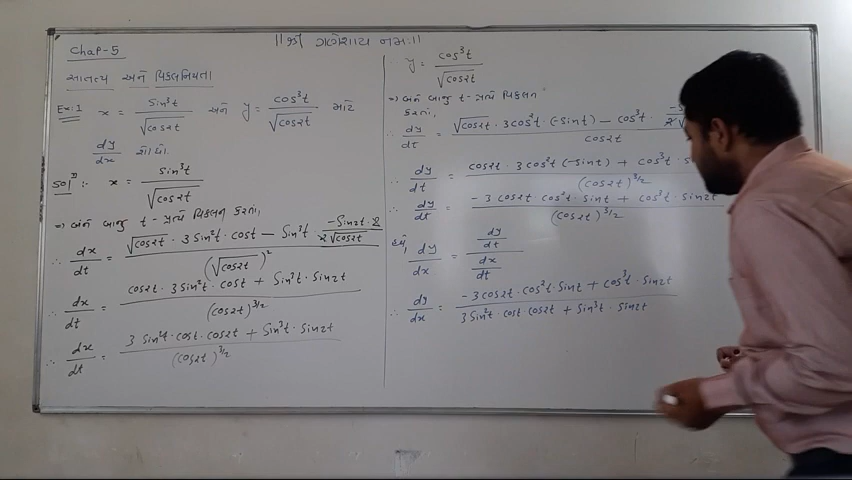 ॥ શ્રી ગણેશાય નમઃ ॥
Chap-5
સાતત્ય અને વિકલનિયતા
Ex:1 x = sin³t / √cos2t અને y = cos³t / √cos2t માટે
dy/dx શોધો.
Solⁿ :- x = sin³t / √cos2t
⇒ બંને બાજુ t - પ્રત્યે વિકલન કરતાં,
∴ dx/dt = (√cos2t · 3sin²t · cost − sin³t · (−sin2t · 2)/(2√cos2t)) / (√cos2t)²
∴ dx/dt = (cos2t · 3sin²t · cost + sin³t · sin2t) / (cos2t)^3/2
∴ dx/dt = (3 sin²t · cost · cos2t + sin³t · sin2t) / (cos2t)^3/2
y = cos³t / √cos2t
⇒ બંને બાજુ t - પ્રત્યે વિકલન
કરતાં,
∴ dy/dt = (√cos2t · 3cos²t (−sint) − cos³t ·) / cos2t
∴ dy/dt = (cos2t · 3cos²t (−sint) + cos³t ·) / (cos2t)^3/2
∴ dy/dt = (−3 cos2t · cos²t · sint + cos³t · sin2t) / (cos2t)^3/2
હવે, dy/dx = (dy/dt) / (dx/dt)
∴ dy/dx = (−3cos2t · cos²t · sint + cos³t · sin2t) / (3sin²t · cost · cos2t + sin³t · sin2t)